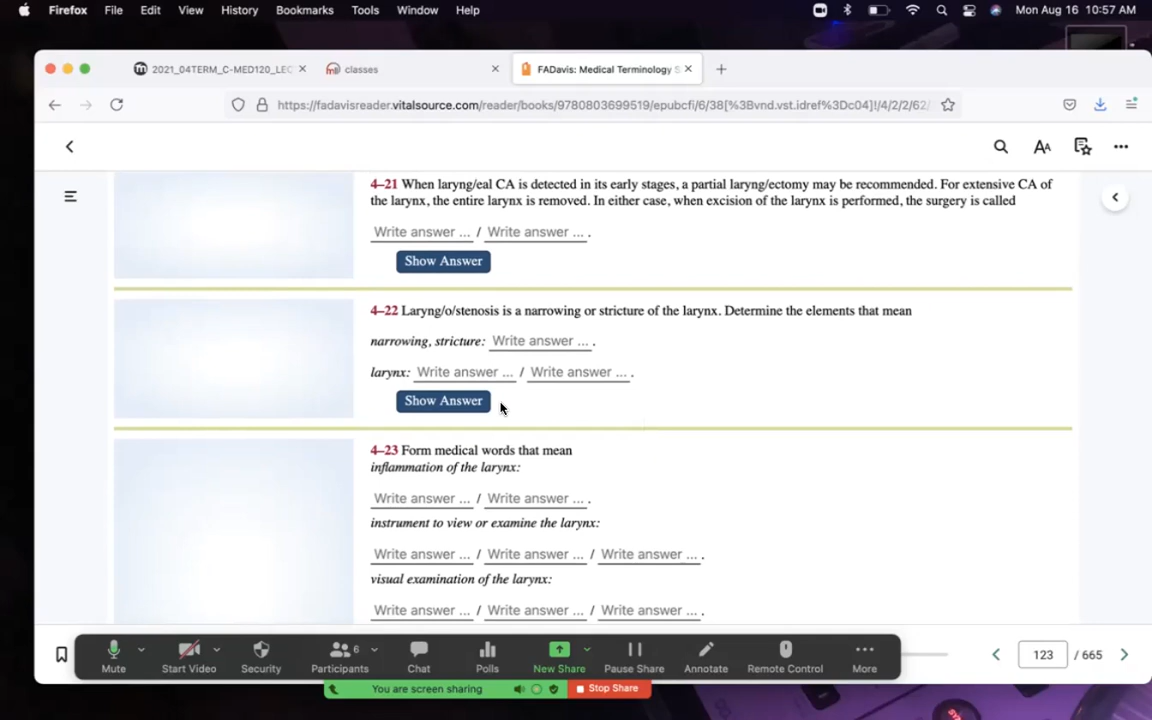 Firefox File Edit View History Bookmarks Tools Window Help Mon Aug 16 10:57 AM
2021_04TERM_C-MED120_LEC
classes
FADavis: Medical Terminology S
https://fadavisreader.vitalsource.com/reader/books/9780803699519/epubcfi/6/38[%3Bvnd.vst.idref%3Dc04]!/4/2/2/62/
AA
4–21 When laryng/eal CA is detected in its early stages, a partial laryng/ectomy may be recommended. For extensive CA of
the larynx, the entire larynx is removed. In either case, when excision of the larynx is performed, the surgery is called
Write answer ... / Write answer ... .
Show Answer
4–22 Laryng/o/stenosis is a narrowing or stricture of the larynx. Determine the elements that mean
narrowing, stricture: Write answer ... .
larynx: Write answer ... / Write answer ... .
Show Answer
4–23 Form medical words that mean
inflammation of the larynx:
Write answer ... / Write answer ... .
instrument to view or examine the larynx:
Write answer ... / Write answer ... / Write answer ... .
visual examination of the larynx:
Write answer ... / Write answer ... / Write answer ... .
6
Mute Start Video Security Participants Chat Polls New Share Pause Share Annotate Remote Control More
123 / 665
You are screen sharing Stop Share